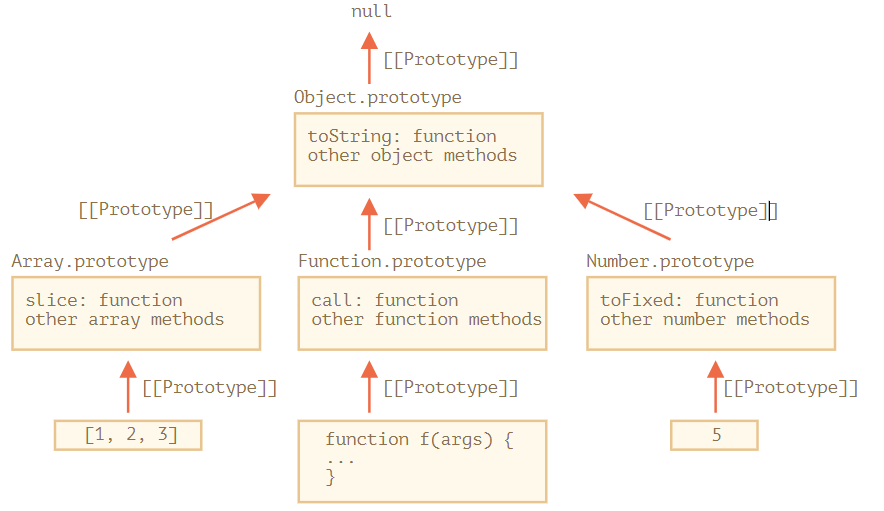 null
[[Prototype]]
Object.prototype
toString: function
other object methods
[[Prototype]]
[[Prototype]]
[[Prototype]]
Array.prototype
slice: function
other array methods
Function.prototype
call: function
other function methods
Number.prototype
toFixed: function
other number methods
[[Prototype]]
[[Prototype]]
[[Prototype]]
[1, 2, 3]
function f(args) {
...
}
5